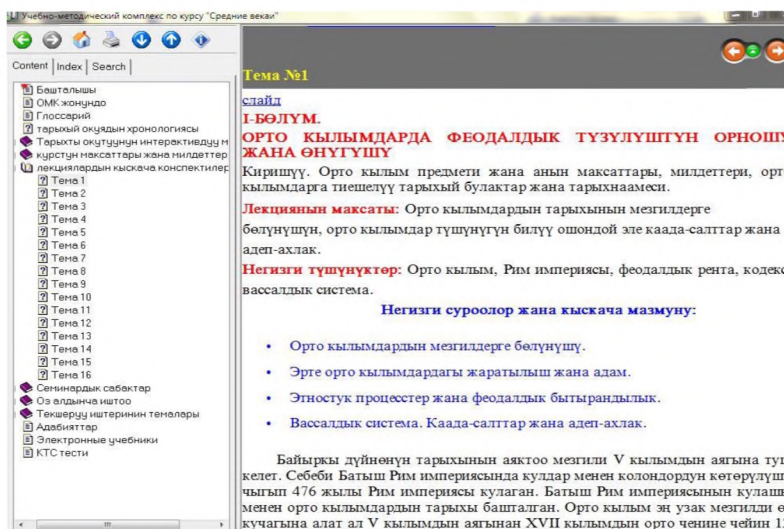 Учебно-методический комплекс по курсу "Средние векаи"
Content Index Search
Башталышы
ОМК жонундо
Глоссарий
тарыхый окуядын хронологиясы
Тарыхты окутуунун интерактивдуу м
курстун максаттары жана милдеттер
лекциялардын кыскача конспектилер
Тема 1
Тема 2
Тема 3
Тема 4
Тема 5
Тема 6
Тема 7
Тема 8
Тема 9
Тема 10
Тема 11
Тема 12
Тема 13
Тема 14
Тема 15
Тема 16
Семинардык сабактар
Оз алдынча иштоо
Текшеруу иштеринин темалары
Адабияттар
Электронные учебники
КТС тести
Тема №1
слайд
I-БӨЛҮМ.
ОРТО КЫЛЫМДАРДА ФЕОДАЛДЫК ТҮЗҮЛҮШТҮН ОРНОШУ
ЖАНА ӨНҮГҮШҮ
Киришүү. Орто кылым предмети жана анын максаттары, милдеттери, орт
кылымдарга тиешелүү тарыхый булактар жана тарыхнаамеси.
Лекциянын максаты: Орто кылымдардын тарыхынын мезгилдерге
бөлүнүшүн, орто кылымдар түшүнүгүн билүү ошондой эле каада-салттар жана
адеп-ахлак.
Негизги түшүнүктөр: Орто кылым, Рим империясы, феодалдык рента, кодекс
вассалдык система.
Негизги суроолор жана кыскача мазмуну:
• Орто кылымдардын мезгилдерге бөлүнүшү.
• Эрте орто кылымдардагы жаратылыш жана адам.
• Этностук процесстер жана феодалдык бытырандылык.
• Вассалдык система. Каада-салттар жана адеп-ахлак.
Байыркы дүйнөнүн тарыхынын аяктоо мезгили V кылымдын аягына туу
келет. Себеби Батыш Рим империясында кулдар менен колондордун көтөрүлүш
чыгып 476 жылы Рим империясы кулаган. Батыш Рим империясынын кулаш
менен орто кылымдардын тарыхы башталган. Орто кылым эң узак мезгилди
кучагына алат ал V кылымдын аягынан XVII кылымдын орто ченине чейин